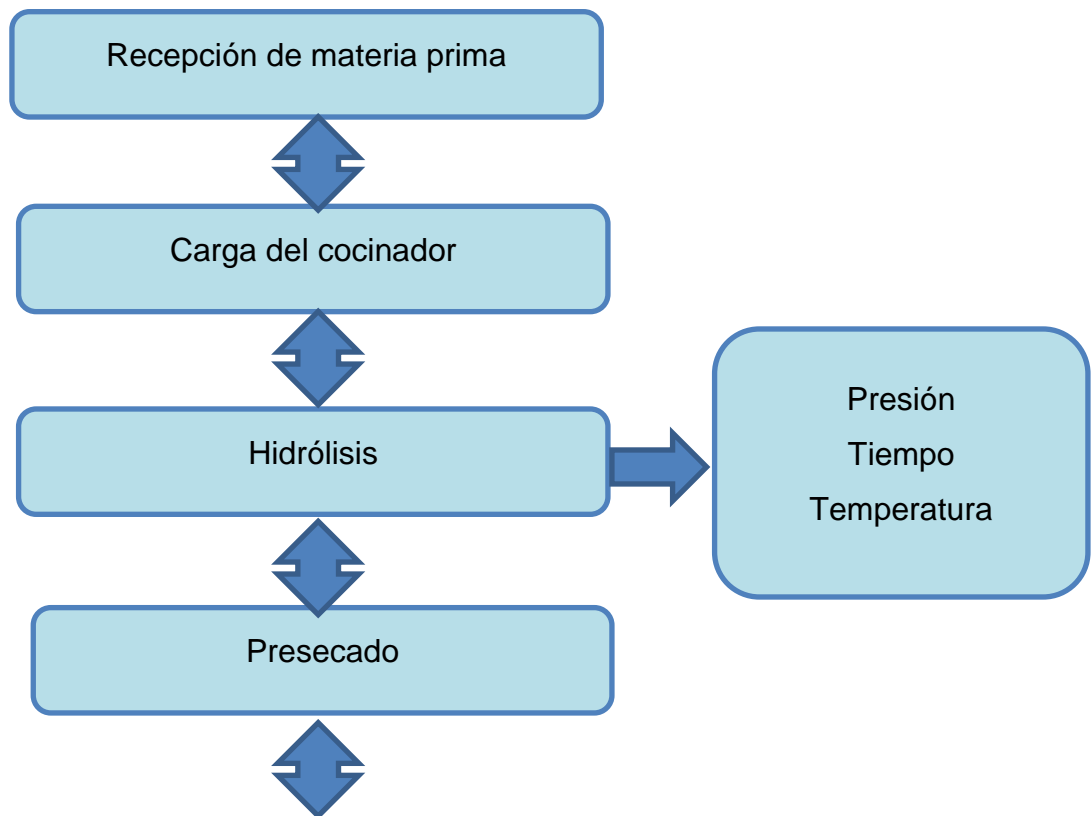 Recepción de materia prima
Carga del cocinador
Hidrólisis
Presión
Tiempo
Temperatura
Presecado